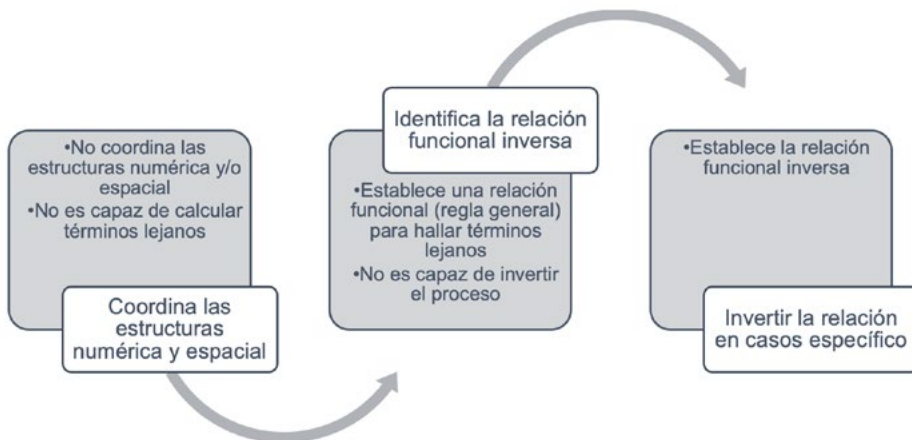 •No coordina las
estructuras numérica y/o
espacial
•No es capaz de calcular
términos lejanos
Coordina las
estructuras
numérica y espacial
Identifica la relación
funcional inversa
•Establece una relación
funcional (regla general)
para hallar términos
lejanos
•No es capaz de invertir
el proceso
•Establece la relación
funcional inversa
Invertir la relación
en casos específico